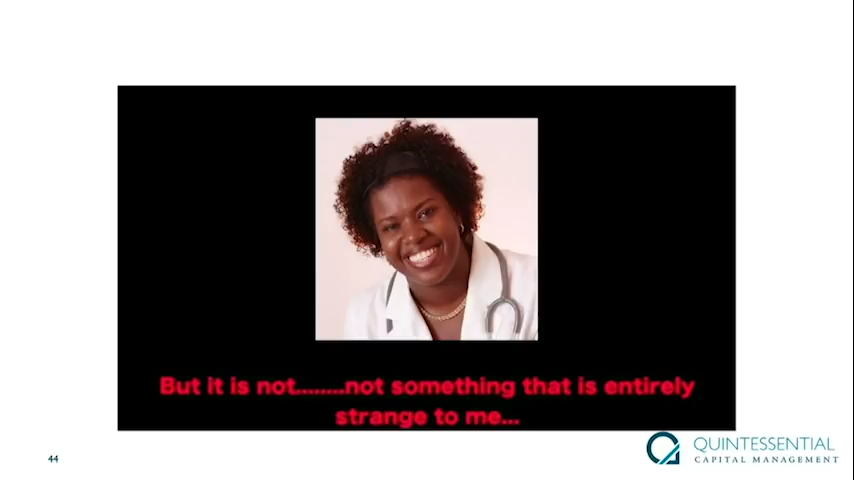 But it is not........not something that is entirely
strange to me...
44
QUINTESSENTIAL
CAPITAL MANAGEMENT